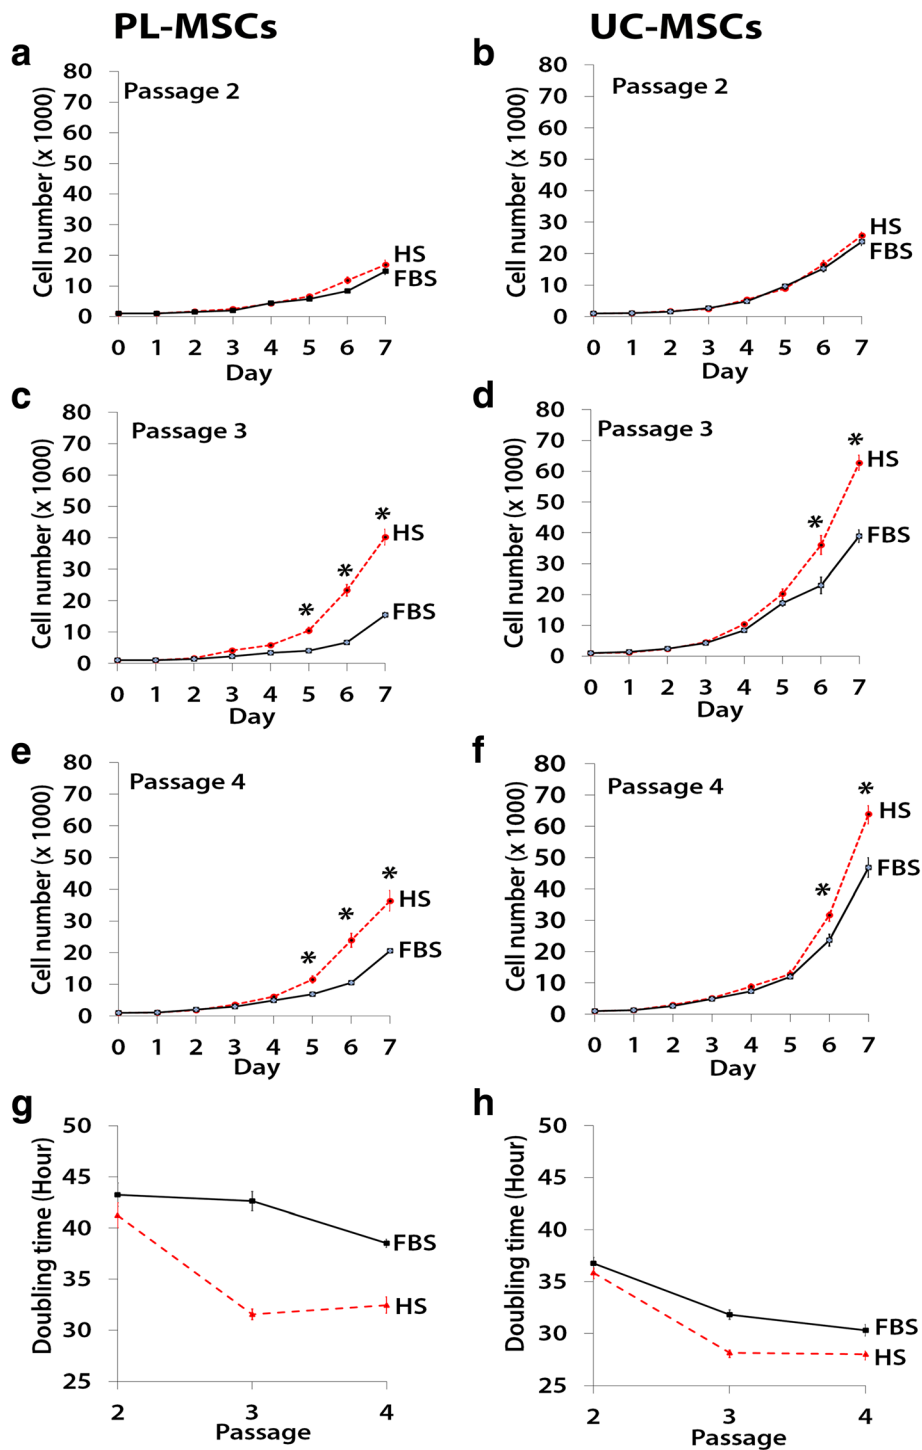 PL-MSCs
UC-MSCs
a
Passage 2
Cell number (x 1000)
80
70
60
50
40
30
20
10
0
HS
FBS
0 1 2 3 4 5 6 7
Day
b
Passage 2
Cell number (x 1000)
80
70
60
50
40
30
20
10
0
HS
FBS
0 1 2 3 4 5 6 7
Day
c
Passage 3
Cell number (x 1000)
80
70
60
50
40
30
20
10
0
*
*
*
HS
FBS
0 1 2 3 4 5 6 7
Day
d
Passage 3
Cell number (x 1000)
80
70
60
50
40
30
20
10
0
*
*
HS
FBS
0 1 2 3 4 5 6 7
Day
e
Passage 4
Cell number (x 1000)
80
70
60
50
40
30
20
10
0
*
*
*
HS
FBS
0 1 2 3 4 5 6 7
Day
f
Passage 4
Cell number (x 1000)
80
70
60
50
40
30
20
10
0
*
*
HS
FBS
0 1 2 3 4 5 6 7
Day
g
Doubling time (Hour)
50
45
40
35
30
25
FBS
HS
2 3 4
Passage
h
Doubling time (Hour)
50
45
40
35
30
25
FBS
HS
2 3 4
Passage